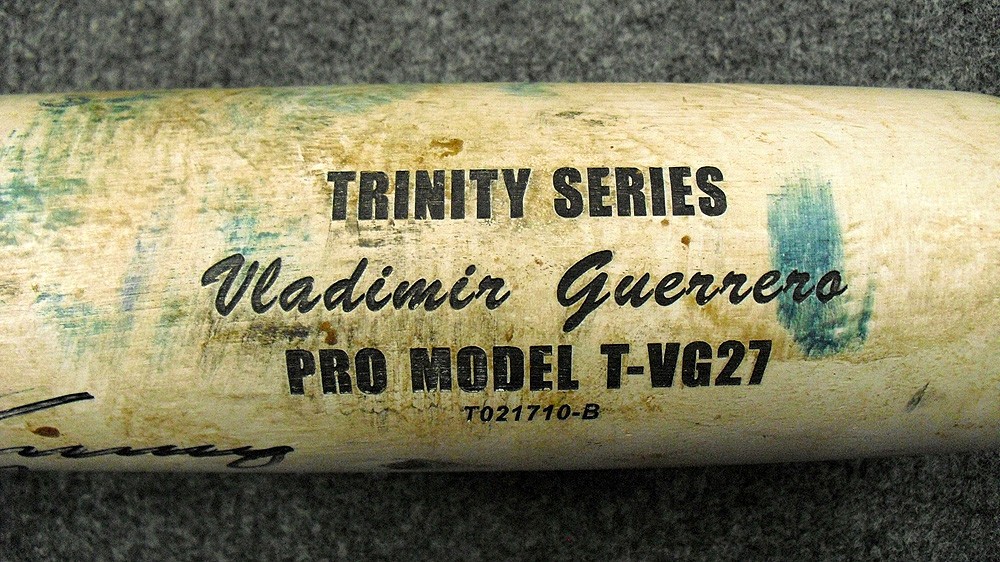 TRINITY SERIES
Vladimir Guerrero
PRO MODEL T-VG27
T021710-B